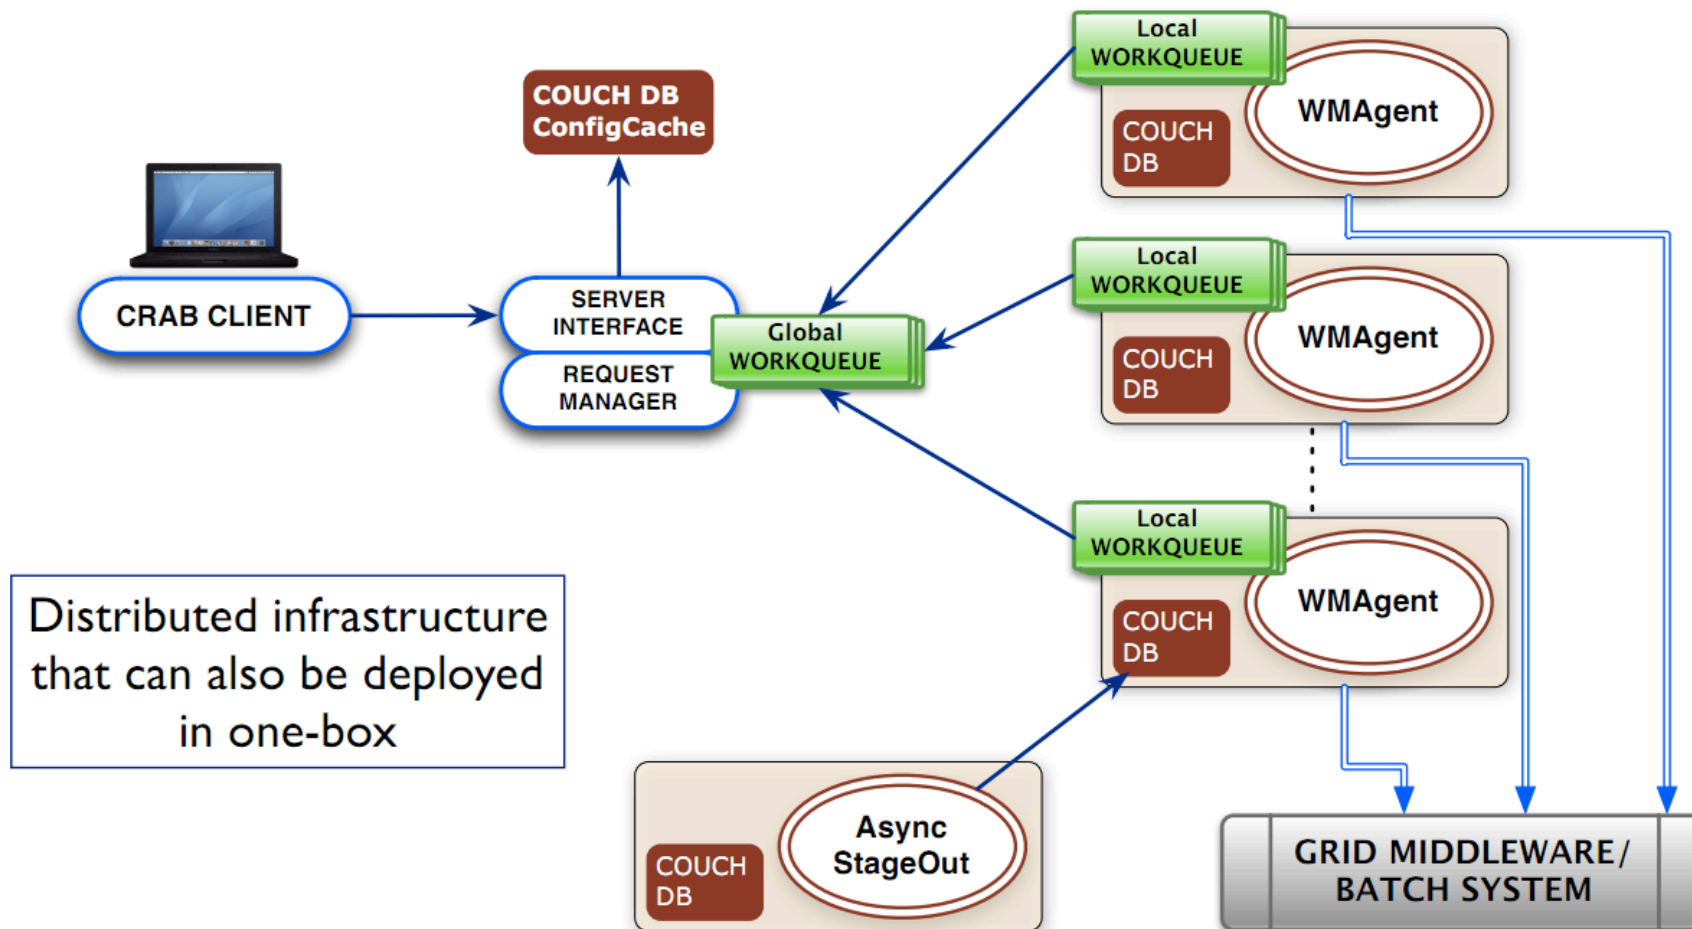 COUCH DB
ConfigCache
CRAB CLIENT
SERVER
INTERFACE
REQUEST
MANAGER
Global
WORKQUEUE
Local
WORKQUEUE
COUCH
DB
WMAgent
Local
WORKQUEUE
COUCH
DB
WMAgent
Local
WORKQUEUE
COUCH
DB
WMAgent
Distributed infrastructure
that can also be deployed
in one-box
COUCH
DB
Async
StageOut
GRID MIDDLEWARE/
BATCH SYSTEM